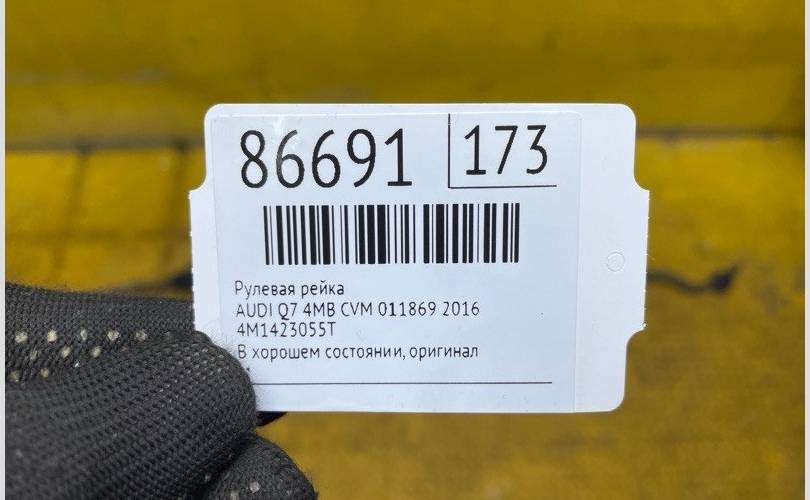 86691 173
Рулевая рейка
AUDI Q7 4MB CVM 011869 2016
4M1423055T
В хорошем состоянии, оригинал